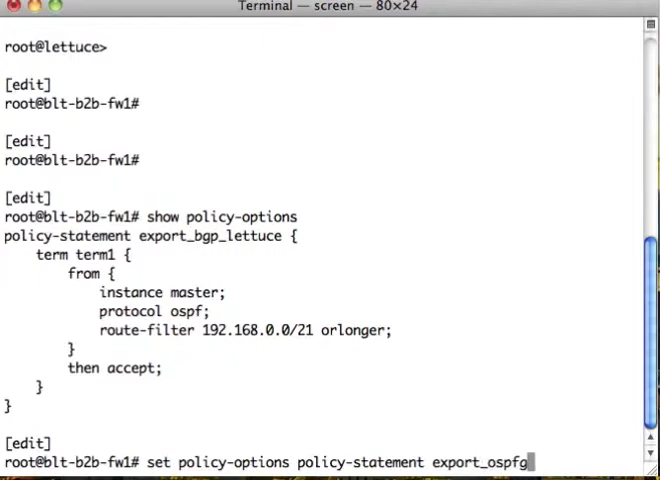 Terminal — screen — 80×24
root@lettuce>
[edit]
root@blt-b2b-fw1#
[edit]
root@blt-b2b-fw1#
[edit]
root@blt-b2b-fw1# show policy-options
policy-statement export_bgp_lettuce {
    term term1 {
        from {
            instance master;
            protocol ospf;
            route-filter 192.168.0.0/21 orlonger;
        }
        then accept;
    }
}
[edit]
root@blt-b2b-fw1# set policy-options policy-statement export_ospfg